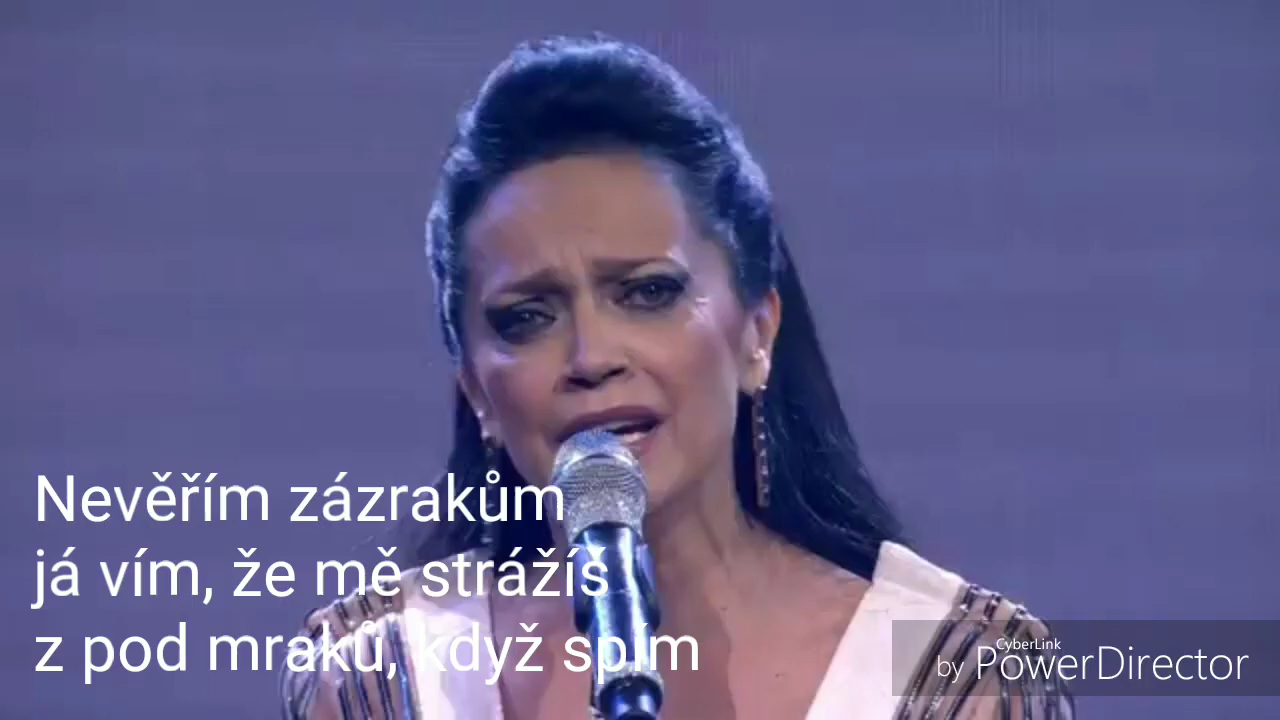 Nevěřím zázrakům
já vím, že mě strážíš
z pod mraků, když spím
CyberLink
by PowerDirector